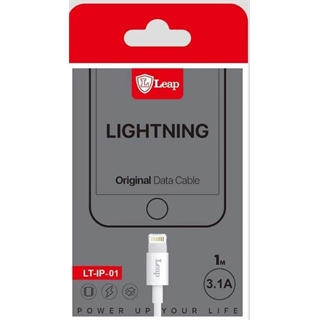 L Leap
LIGHTNING
Original Data Cable
1M
LT-IP-01
3.1A
Leap
POWER UP YOUR LIFE